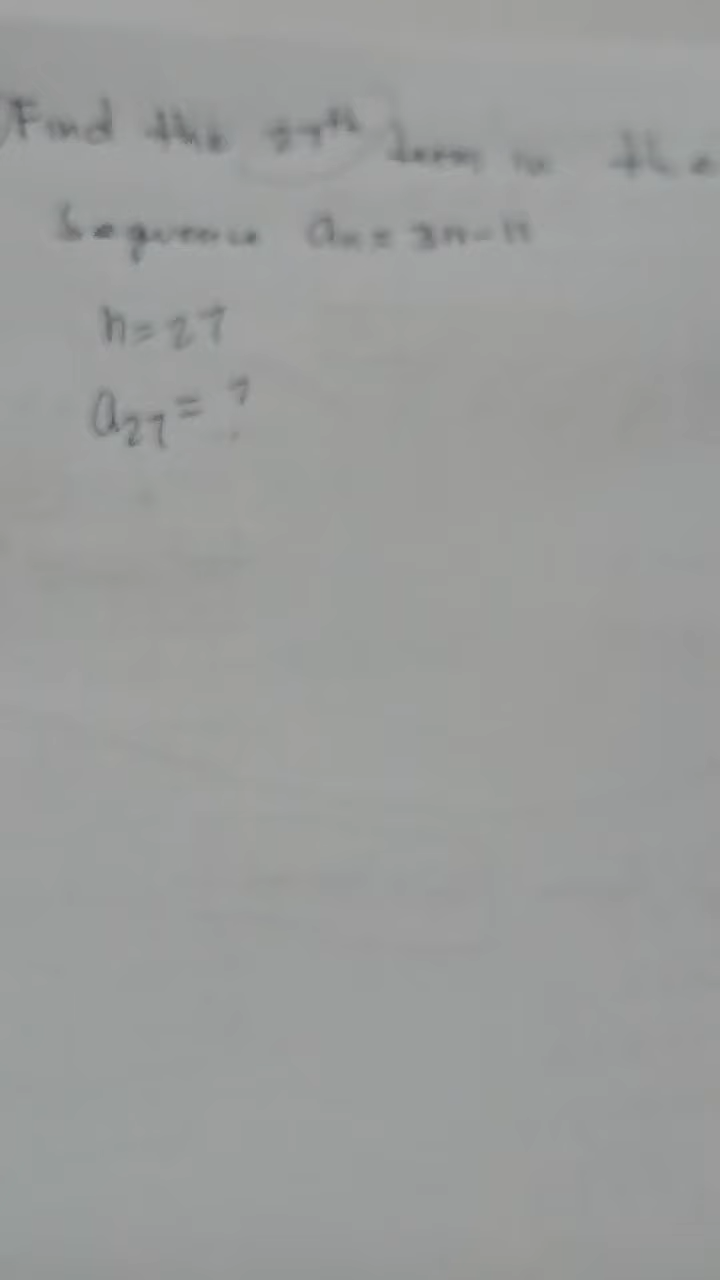 Find the 27th term in the
Sequence an = 3n - 11
n = 27
a27 = ?